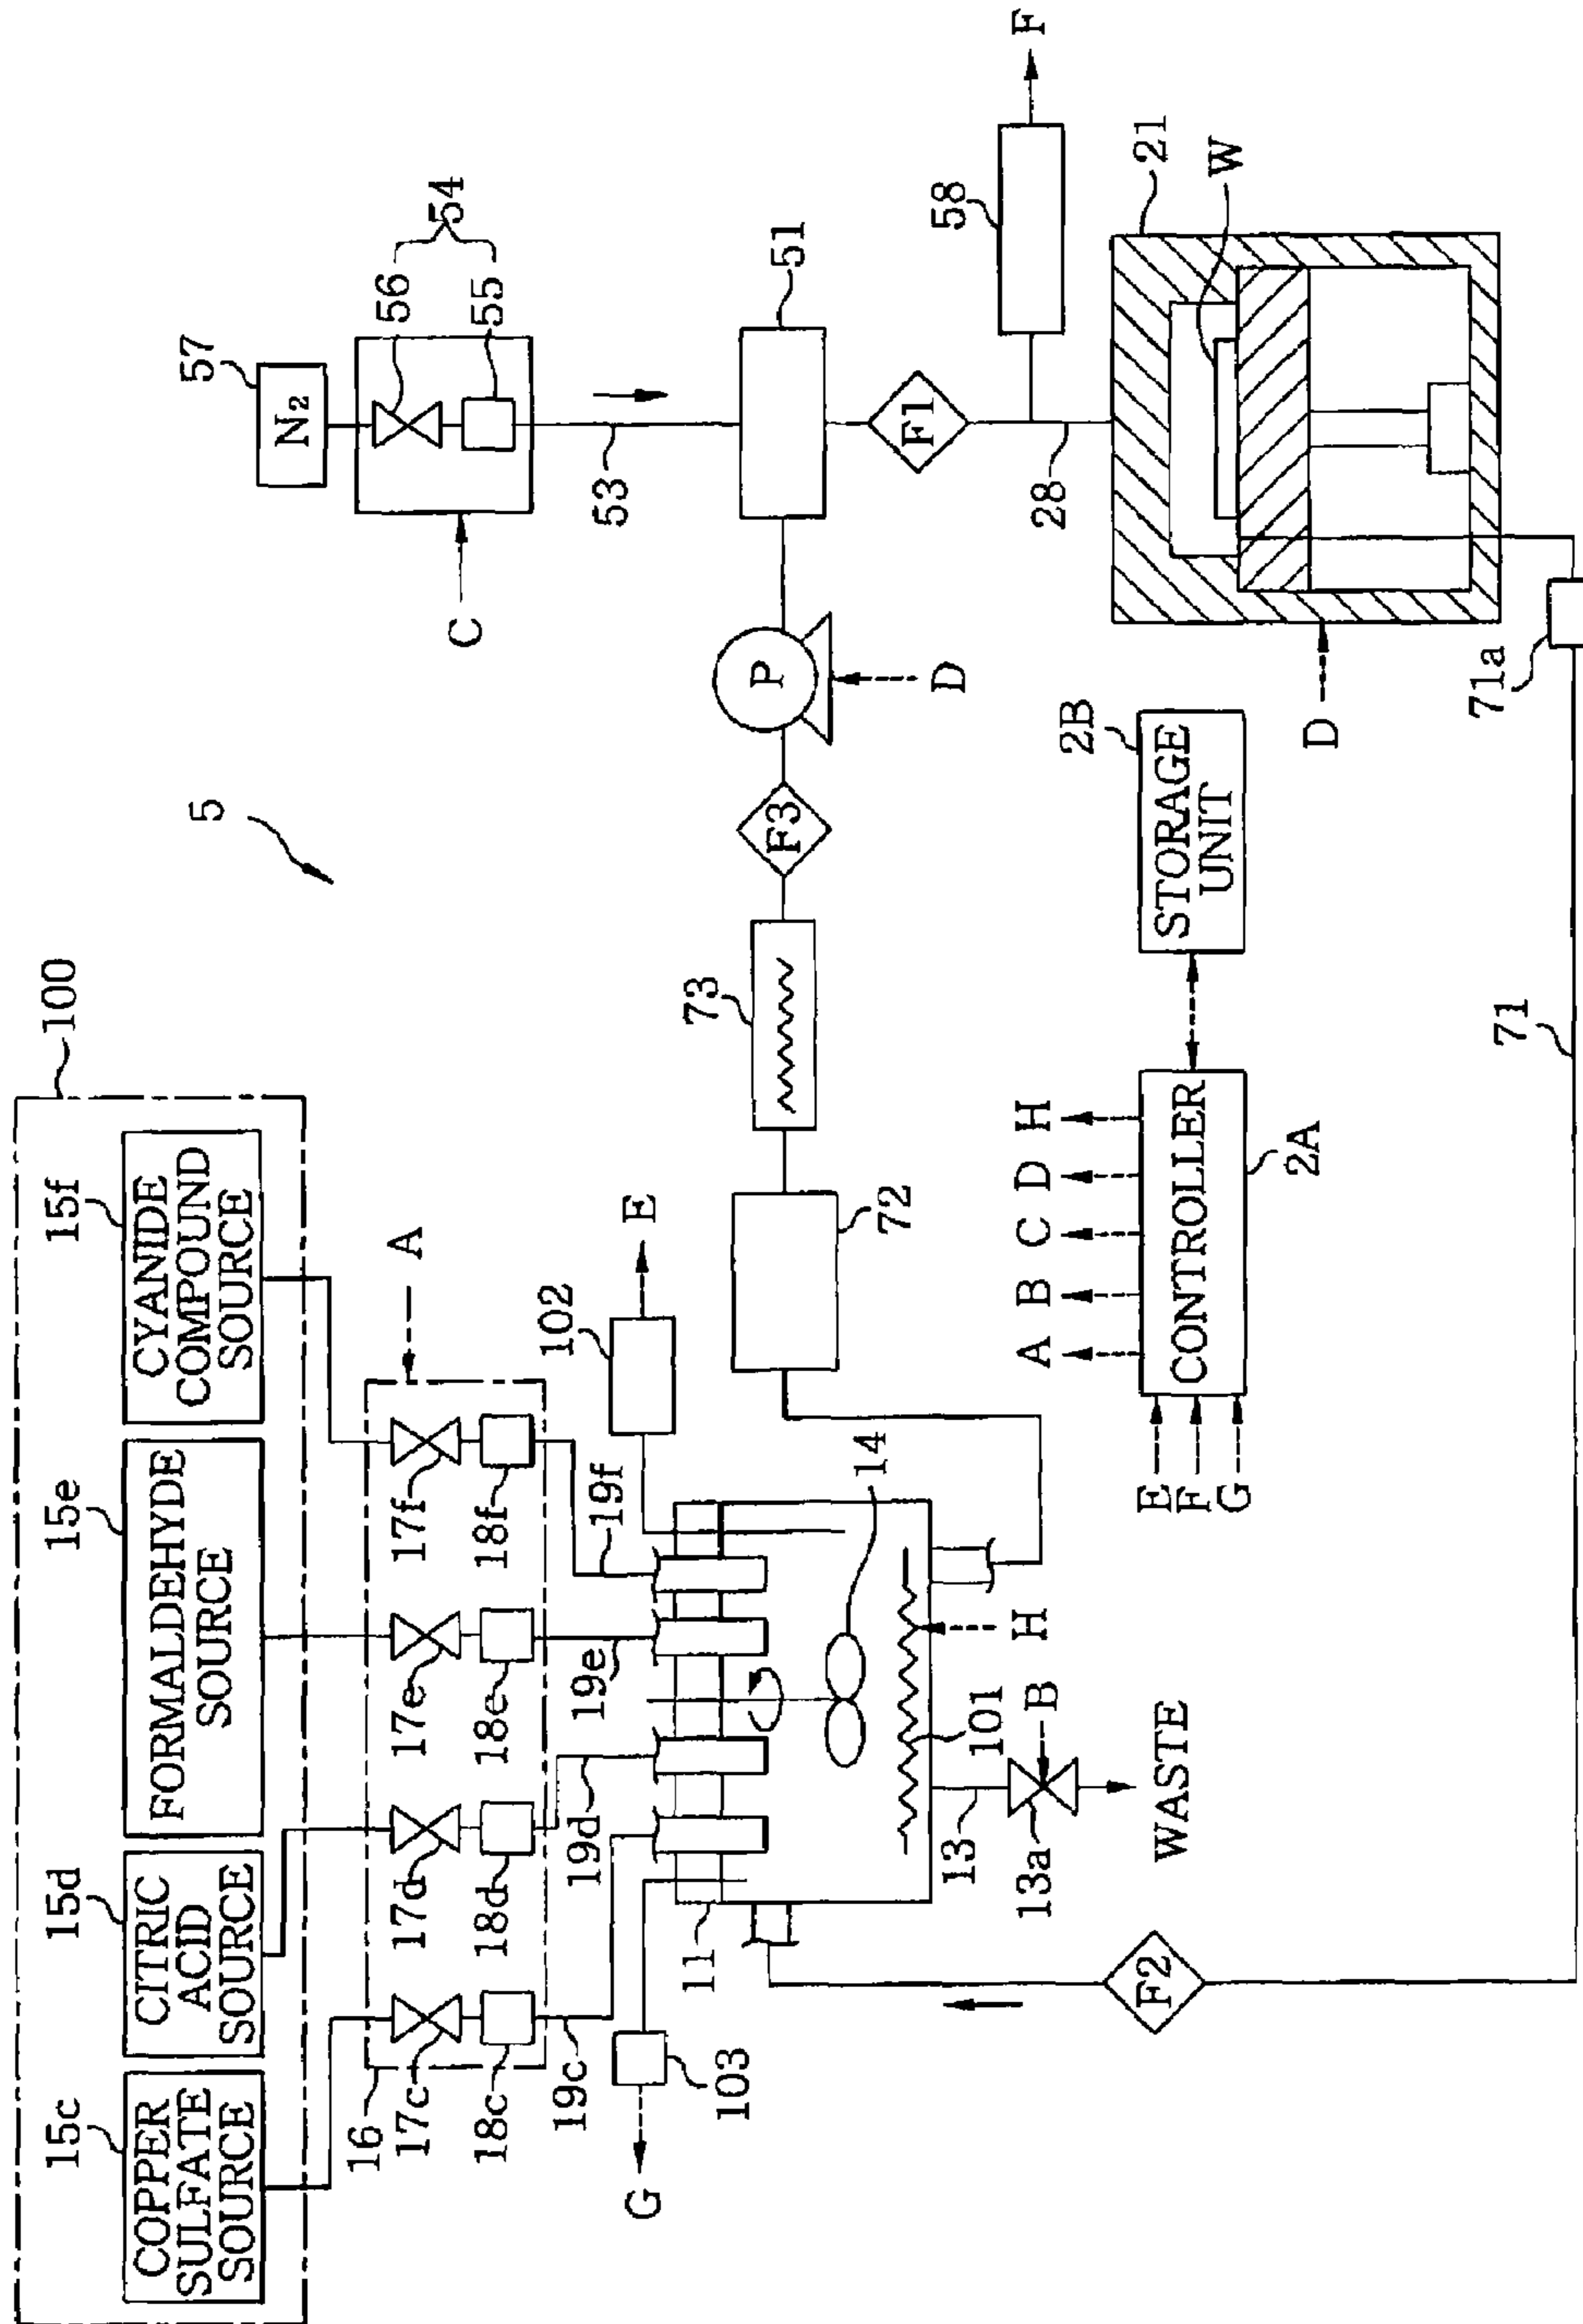 100
15c
COPPER
SULFATE
SOURCE
15d
CITRIC
ACID
SOURCE
15e
FORMALDEHYDE
SOURCE
15f
CYANIDE
COMPOUND
SOURCE
5
57
N2
56
54
55
C
53
51
A
16
17c
17d
17e
17f
18c
18d
18e
18f
19c
19d
19e
19f
102
E
103
G
11
14
101
H
13
13a
B
WASTE
72
73
F3
P
D
F1
28
58
F
21
W
D
71a
71
F2
A
B
C
D
H
E
F
G
CONTROLLER
2A
2B
STORAGE
UNIT